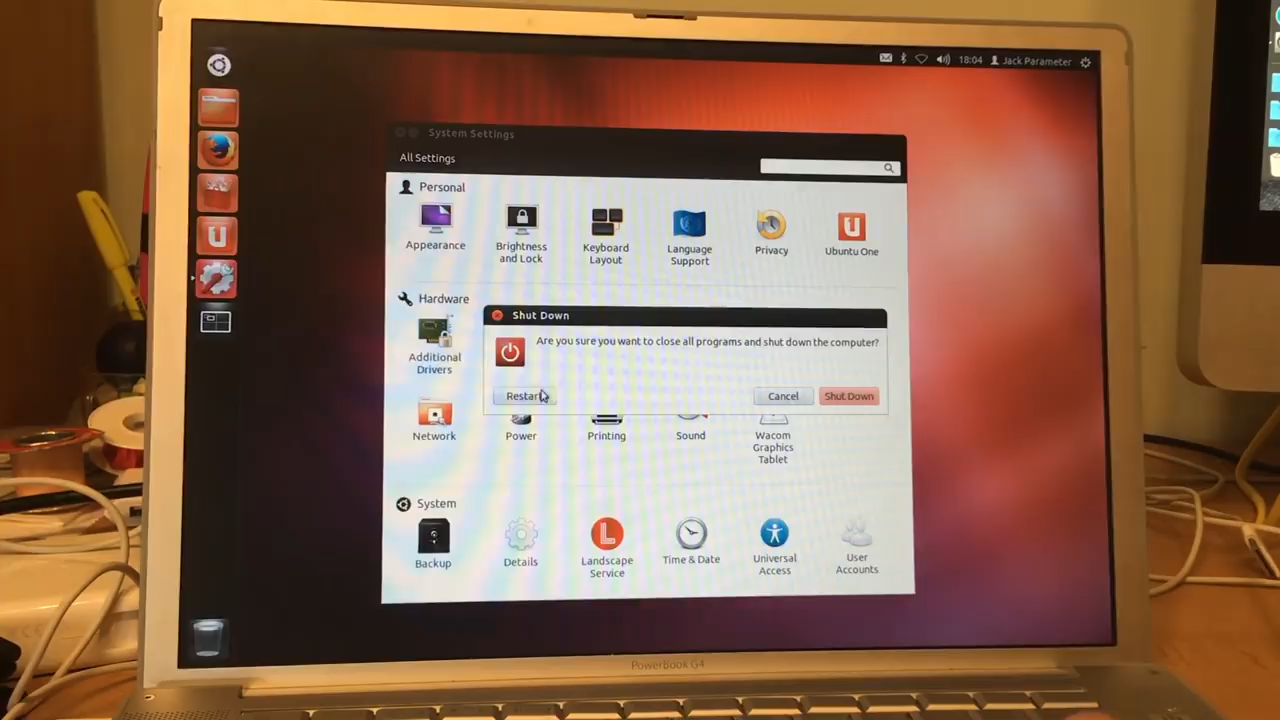 18:04 Jack Parameter
System Settings
All Settings
Personal
Appearance
Brightness
and Lock
Keyboard
Layout
Language
Support
Privacy
Ubuntu One
Hardware
Additional
Drivers
Shut Down
Are you sure you want to close all programs and shut down the computer?
Restart
Cancel
Shut Down
Network
Power
Printing
Sound
Wacom
Graphics
Tablet
System
Backup
Details
Landscape
Service
Time & Date
Universal
Access
User
Accounts
PowerBook G4